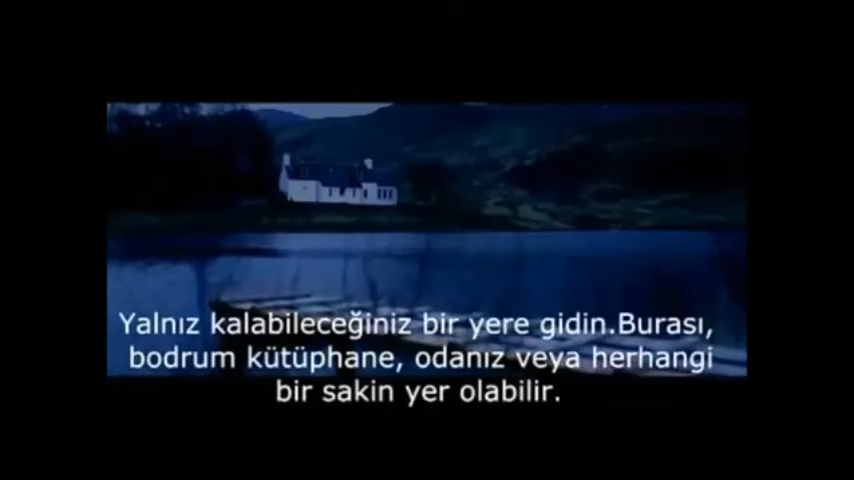 Yalnız kalabileceğiniz bir yere gidin.Burası,
bodrum kütüphane, odanız veya herhangi
bir sakin yer olabilir.